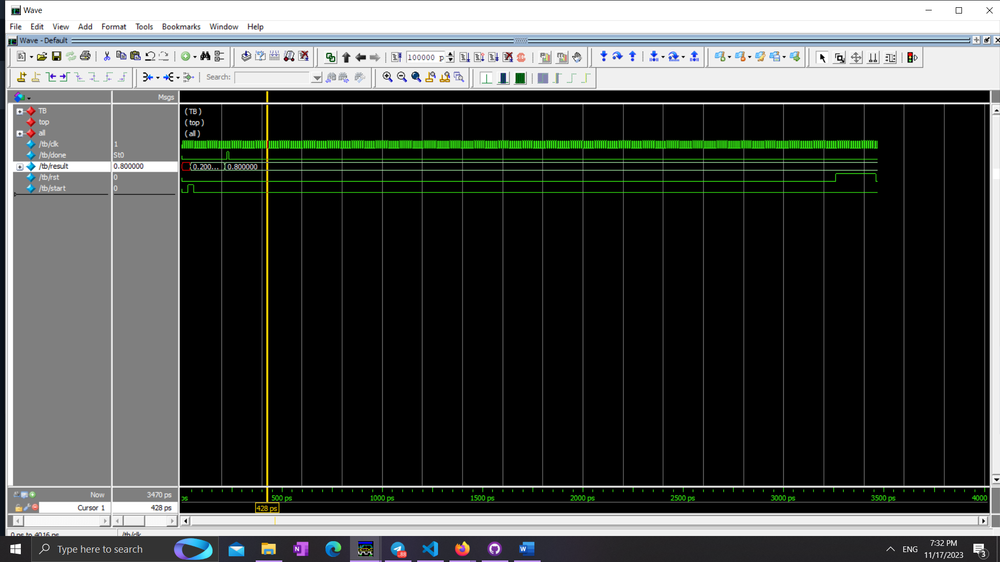 Wave
File Edit View Add Format Tools Bookmarks Window Help
Wave - Default
100000 p
Search:
Msgs
TB
(TB)
top
(top)
all
(all)
/tb/clk 1
/tb/done St0
/tb/result 0.800000 0.200... 0.800000
/tb/rst 0
/tb/start 0
Now 3470 ps
ps 500 ps 1000 ps 1500 ps 2000 ps 2500 ps 3000 ps 3500 ps 4000
Cursor 1 428 ps
428 ps
0 ps to 4016 ps /tb/clk
Type here to search
N
.88
W
ENG
7:32 PM
11/17/2023
3